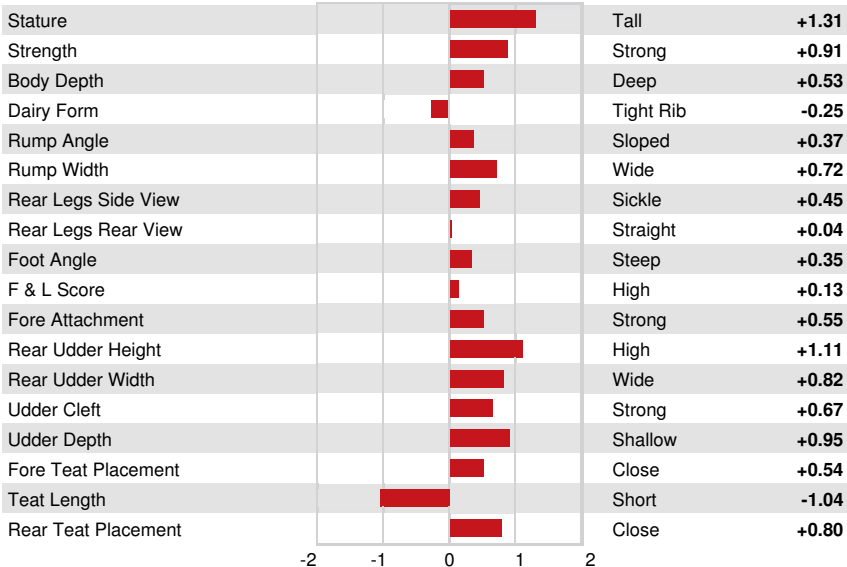 Stature Tall +1.31
Strength Strong +0.91
Body Depth Deep +0.53
Dairy Form Tight Rib -0.25
Rump Angle Sloped +0.37
Rump Width Wide +0.72
Rear Legs Side View Sickle +0.45
Rear Legs Rear View Straight +0.04
Foot Angle Steep +0.35
F & L Score High +0.13
Fore Attachment Strong +0.55
Rear Udder Height High +1.11
Rear Udder Width Wide +0.82
Udder Cleft Strong +0.67
Udder Depth Shallow +0.95
Fore Teat Placement Close +0.54
Teat Length Short -1.04
Rear Teat Placement Close +0.80
-2 -1 0 1 2